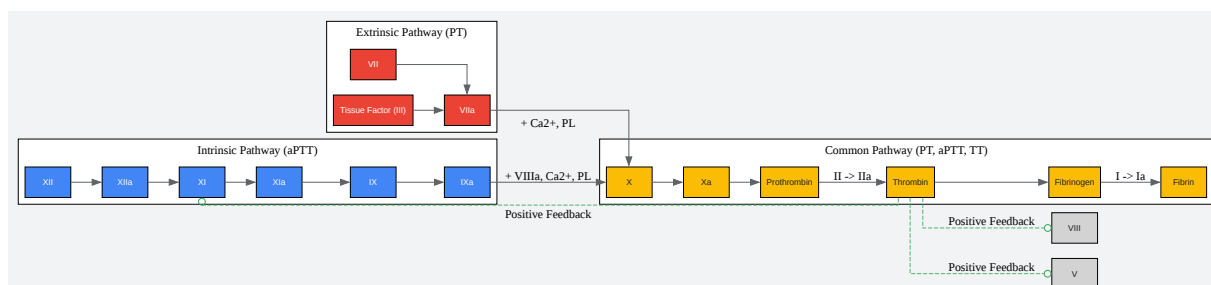 Extrinsic Pathway (PT)
VII
Tissue Factor (III)
VIIa
+ Ca2+, PL
Intrinsic Pathway (aPTT)
XII
XIIa
XI
XIa
IX
IXa
+ VIIIa, Ca2+, PL
Common Pathway (PT, aPTT, TT)
X
Xa
Prothrombin
II -> IIa
Thrombin
Fibrinogen
I -> Ia
Fibrin
Positive Feedback
Positive Feedback
VIII
Positive Feedback
V